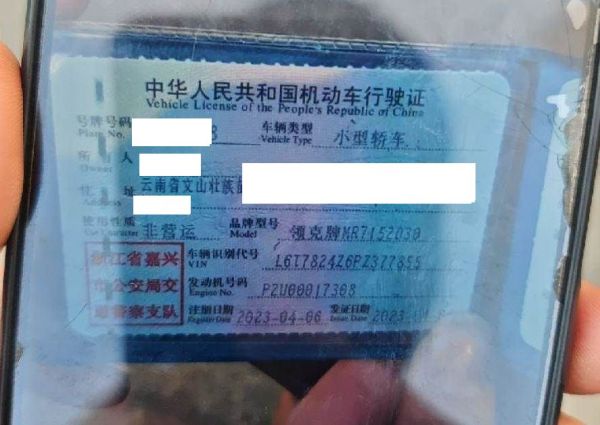 中华人民共和国机动车行驶证
Vehicle License of the People's Republic of China
号牌号码 8 车辆类型 小型轿车
Plate No. Vehicle Type
所有人
Owner
住址 云南省文山壮族苗
Address
使用性质 非营运 品牌型号 领克牌MR7152D30
Use Character Model
浙江省嘉兴 车辆识别代号 L6T7824Z6PZ377855
VIN
市公安局交 发动机号码 PZU00017308
Engine No.
通警察支队 注册日期 2023-04-06 发证日期 2023
Register Date Issue Date